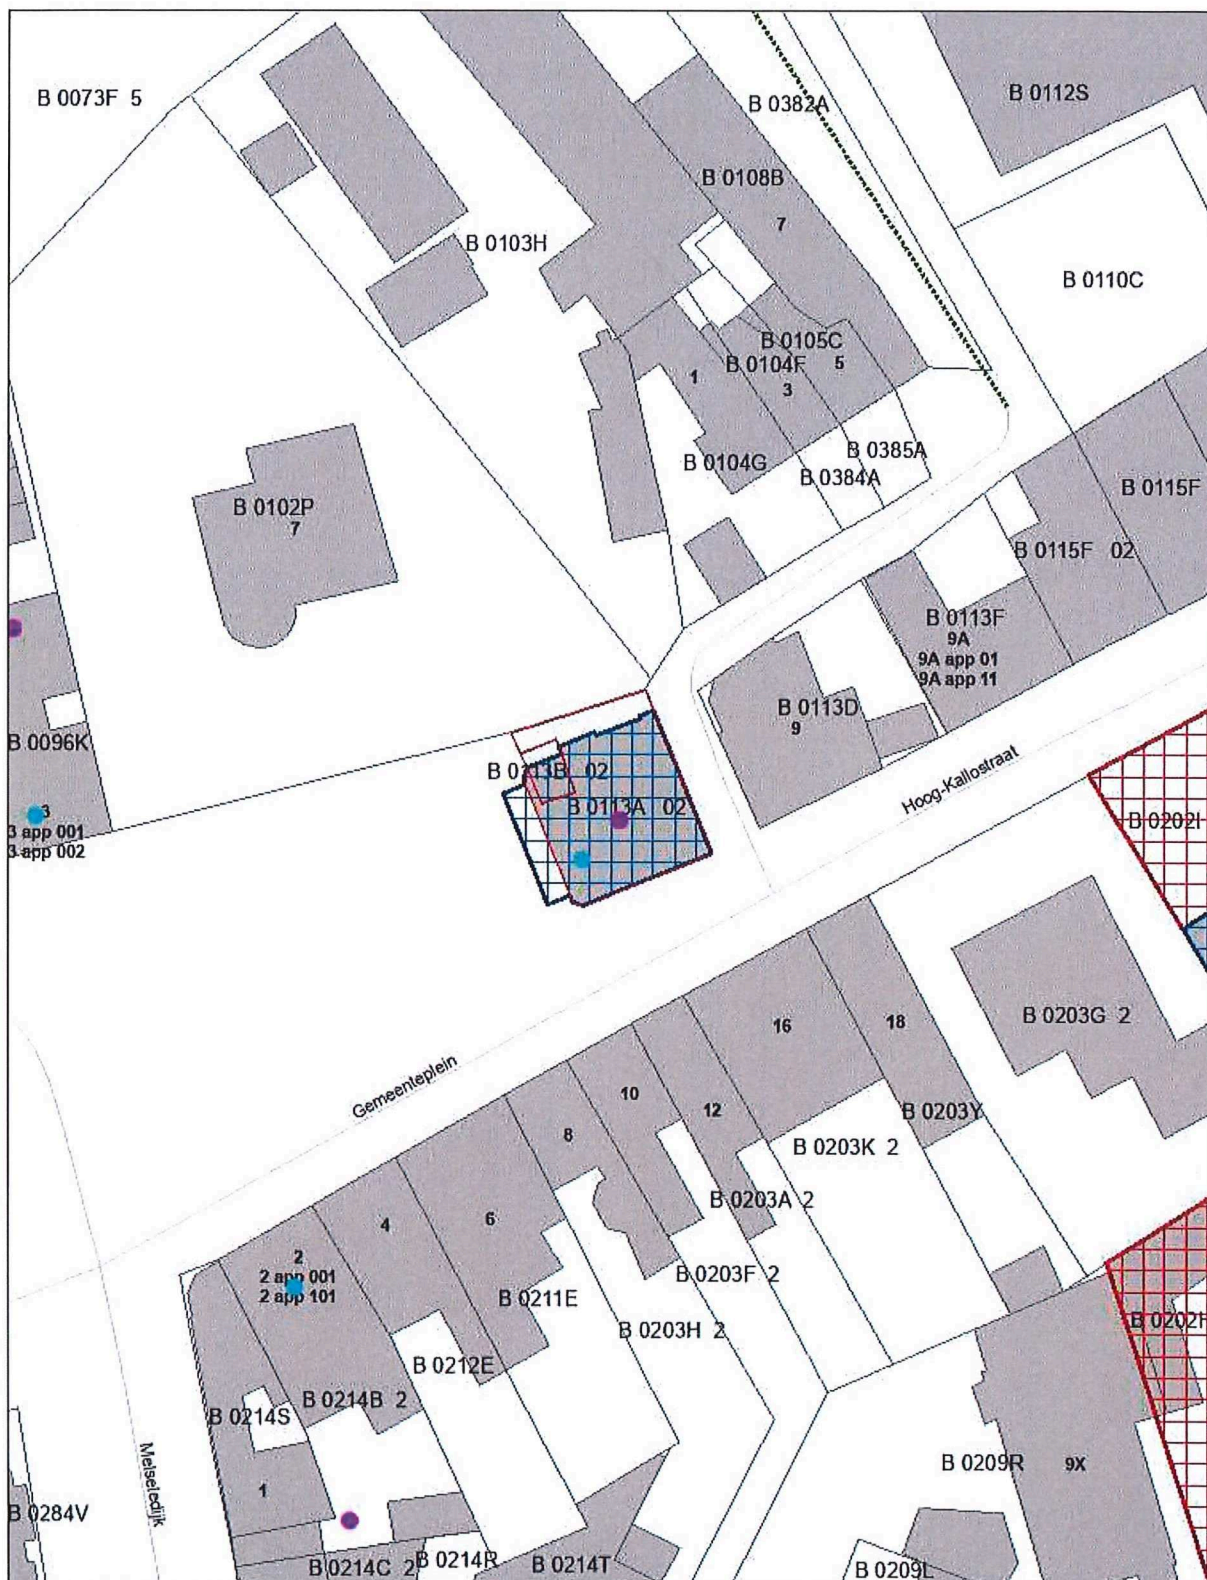 B 0073F 5
B 0382A
B 0112S
B 0108B
7
B 0103H
B 0110C
B 0105C
B 0104F 5
1
3
B 0385A
B 0104G
B 0384A
B 0115F
B 0102P
7
B 0115F 02
B 0113F
9A
9A app 01
9A app 11
B 0113D
9
B 0096K
Hoog-Kallostraat
B 0113B 02
B 0113A 02
3
3 app 001
3 app 002
B 0202I
B 0203G 2
16
18
Gemeenteplein
10
12
8
B 0203Y
B 0203K 2
B 0203A 2
6
4
2
2 app 001
2 app 101
B 0203F 2
B 0211E
B 0203H 2
B 0212E
B 0214B 2
B 0214S
Melseledijk
B 0209R 9X
1
B 0284V
B 0214C 2
B 0214R
B 0214T
B 0209L